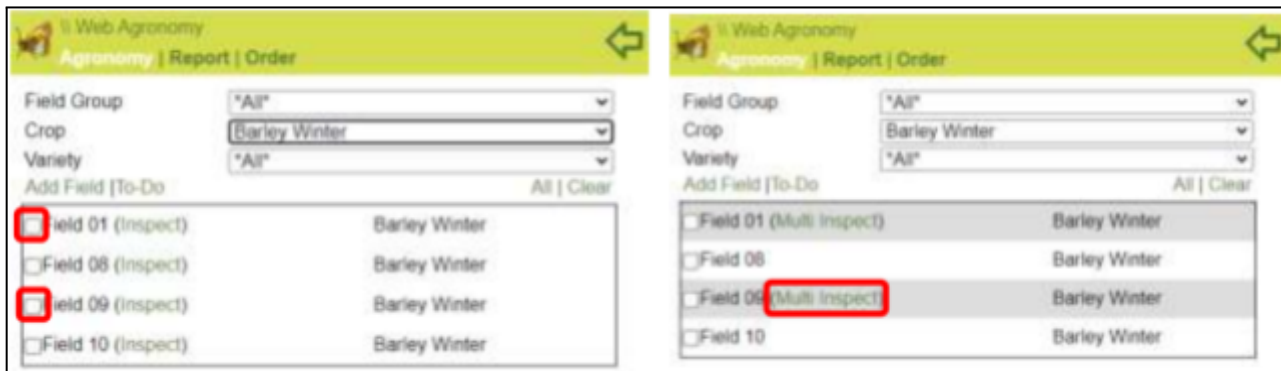 \\ Web Agronomy
Agronomy | Report | Order
Field Group *All*
Crop Barley Winter
Variety *All*
Add Field |To-Do All | Clear
Field 01 (Inspect) Barley Winter
Field 08 (Inspect) Barley Winter
Field 09 (Inspect) Barley Winter
Field 10 (Inspect) Barley Winter
\\ Web Agronomy
Agronomy | Report | Order
Field Group *All*
Crop Barley Winter
Variety *All*
Add Field |To-Do All | Clear
Field 01 (Multi Inspect) Barley Winter
Field 08 Barley Winter
Field 09 (Multi Inspect) Barley Winter
Field 10 Barley Winter